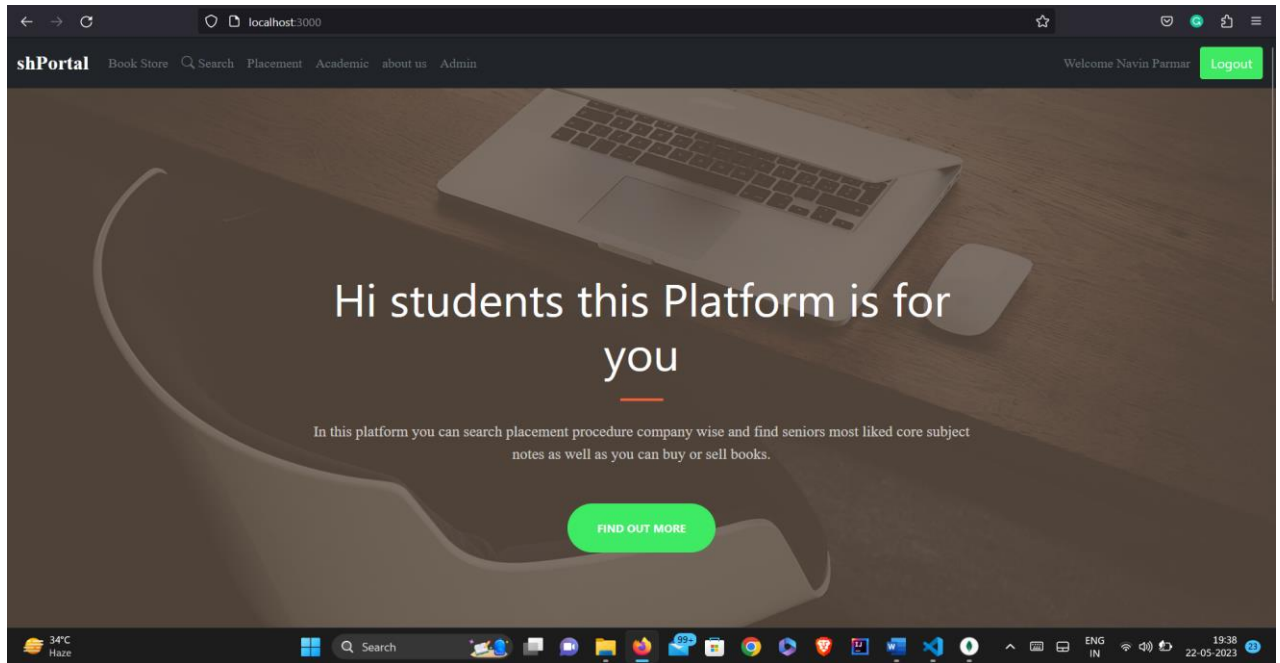 localhost:3000
shPortal Book Store Search Placement Academic about us Admin Welcome Navin Parmar Logout
Hi students this Platform is for
you
In this platform you can search placement procedure company wise and find seniors most liked core subject
notes as well as you can buy or sell books.
FIND OUT MORE
34°C
Haze
Search
99+
ENG
IN
19:38
22-05-2023
23